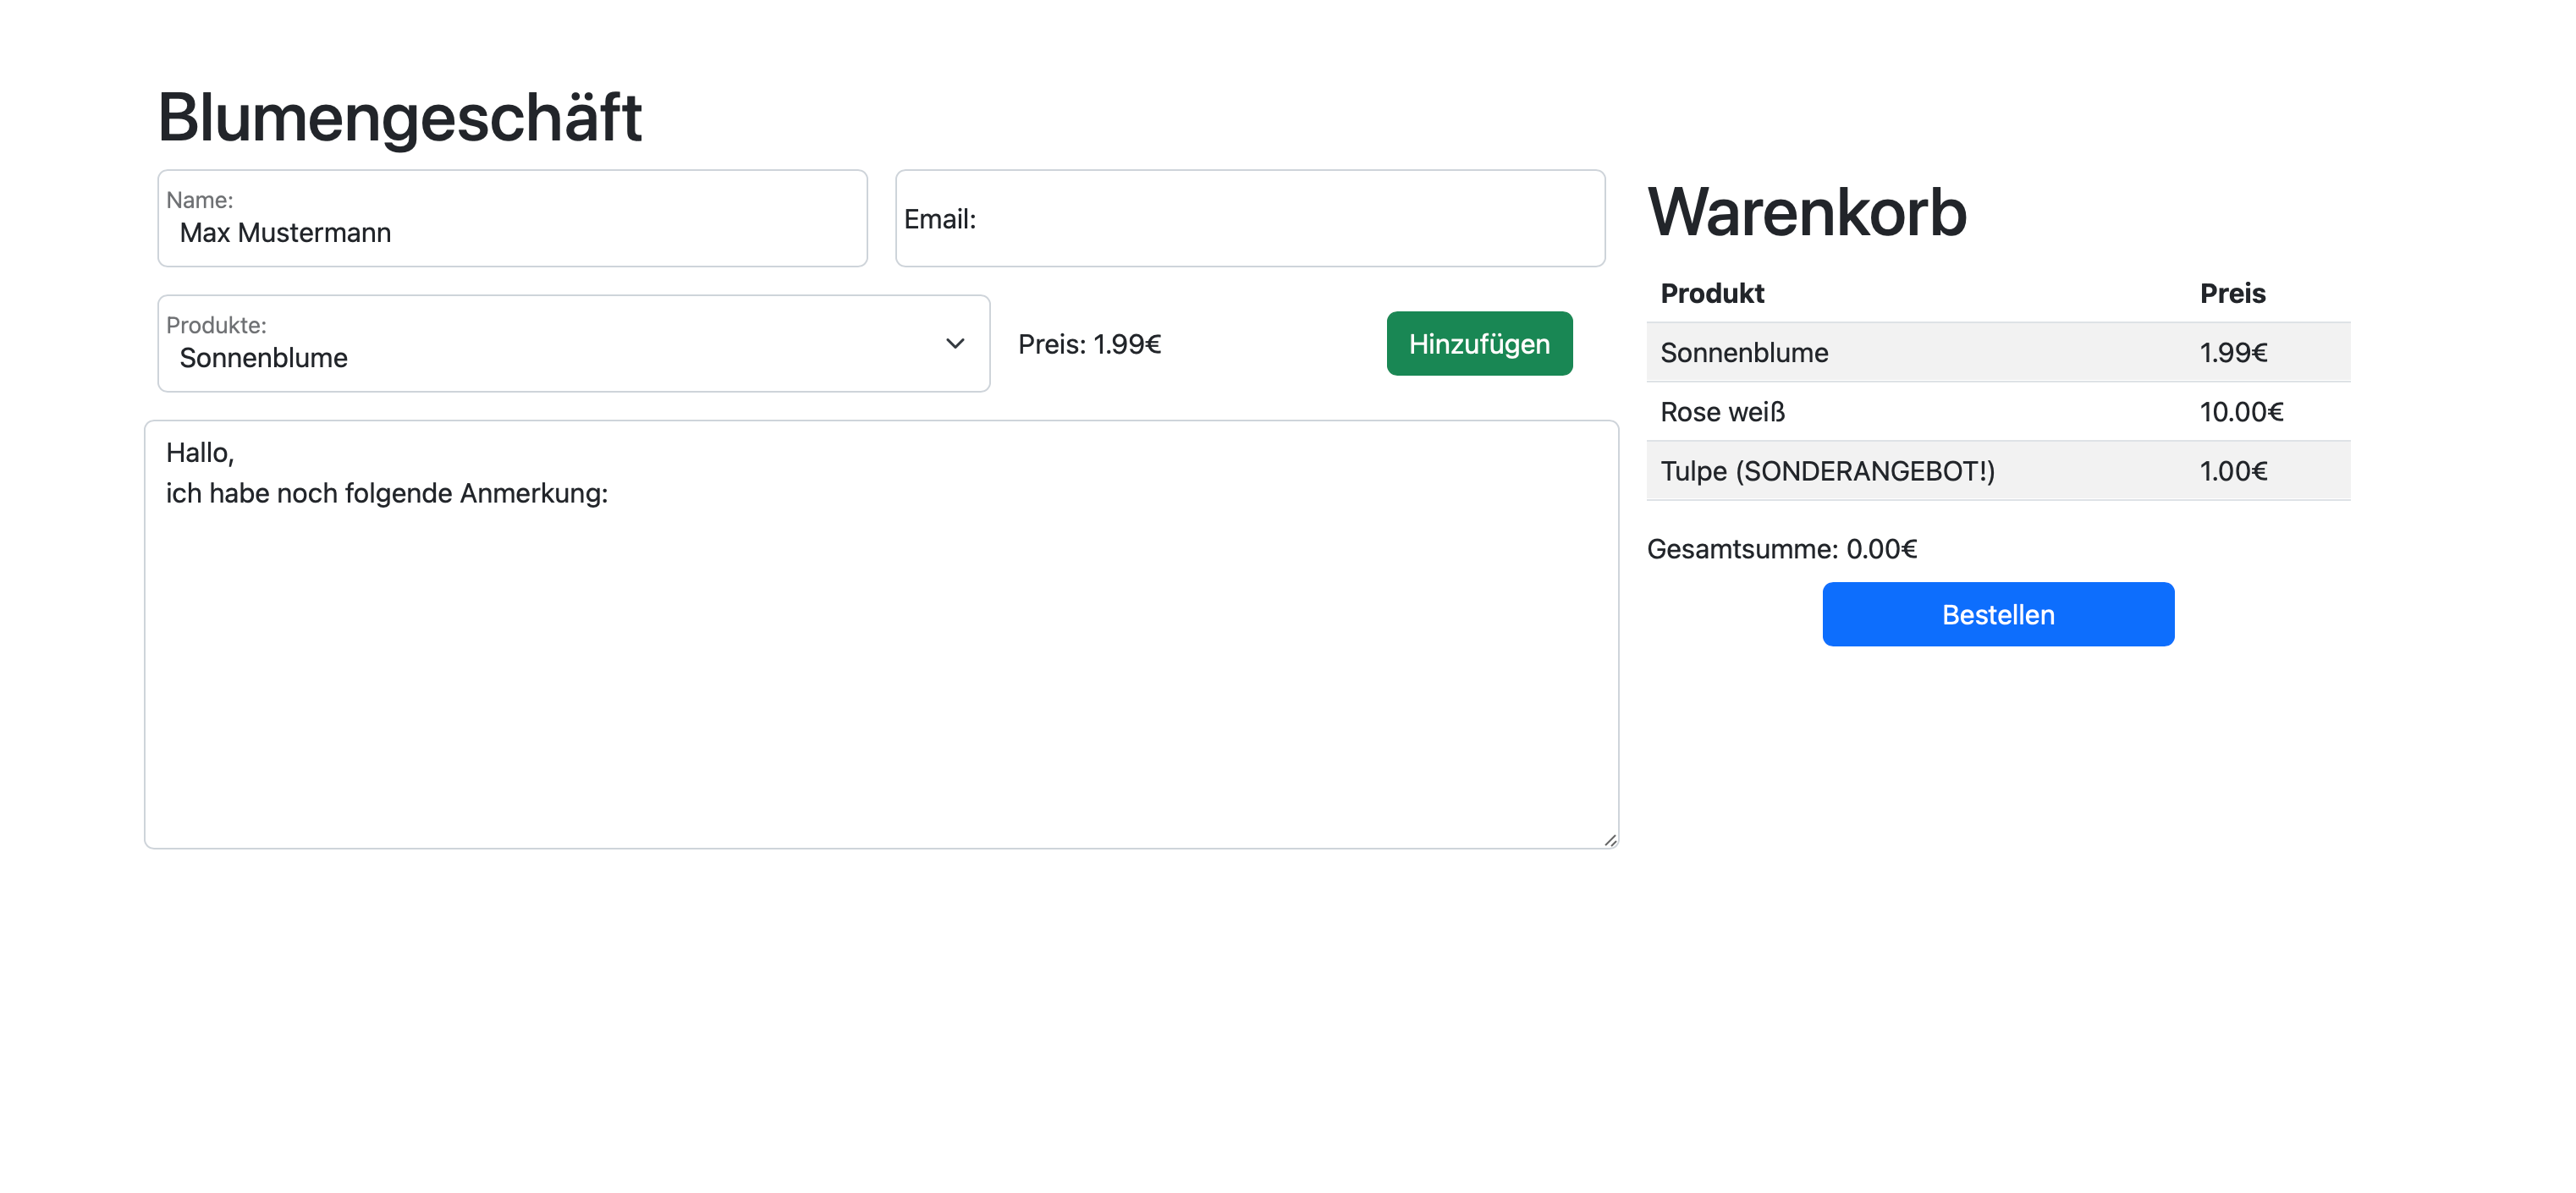 Blumengeschäft
Name:
Max Mustermann
Email:
Produkte:
Sonnenblume
Preis: 1.99€
Hinzufügen
Hallo,
ich habe noch folgende Anmerkung:
Warenkorb
Produkt Preis
Sonnenblume 1.99€
Rose weiß 10.00€
Tulpe (SONDERANGEBOT!) 1.00€
Gesamtsumme: 0.00€
Bestellen